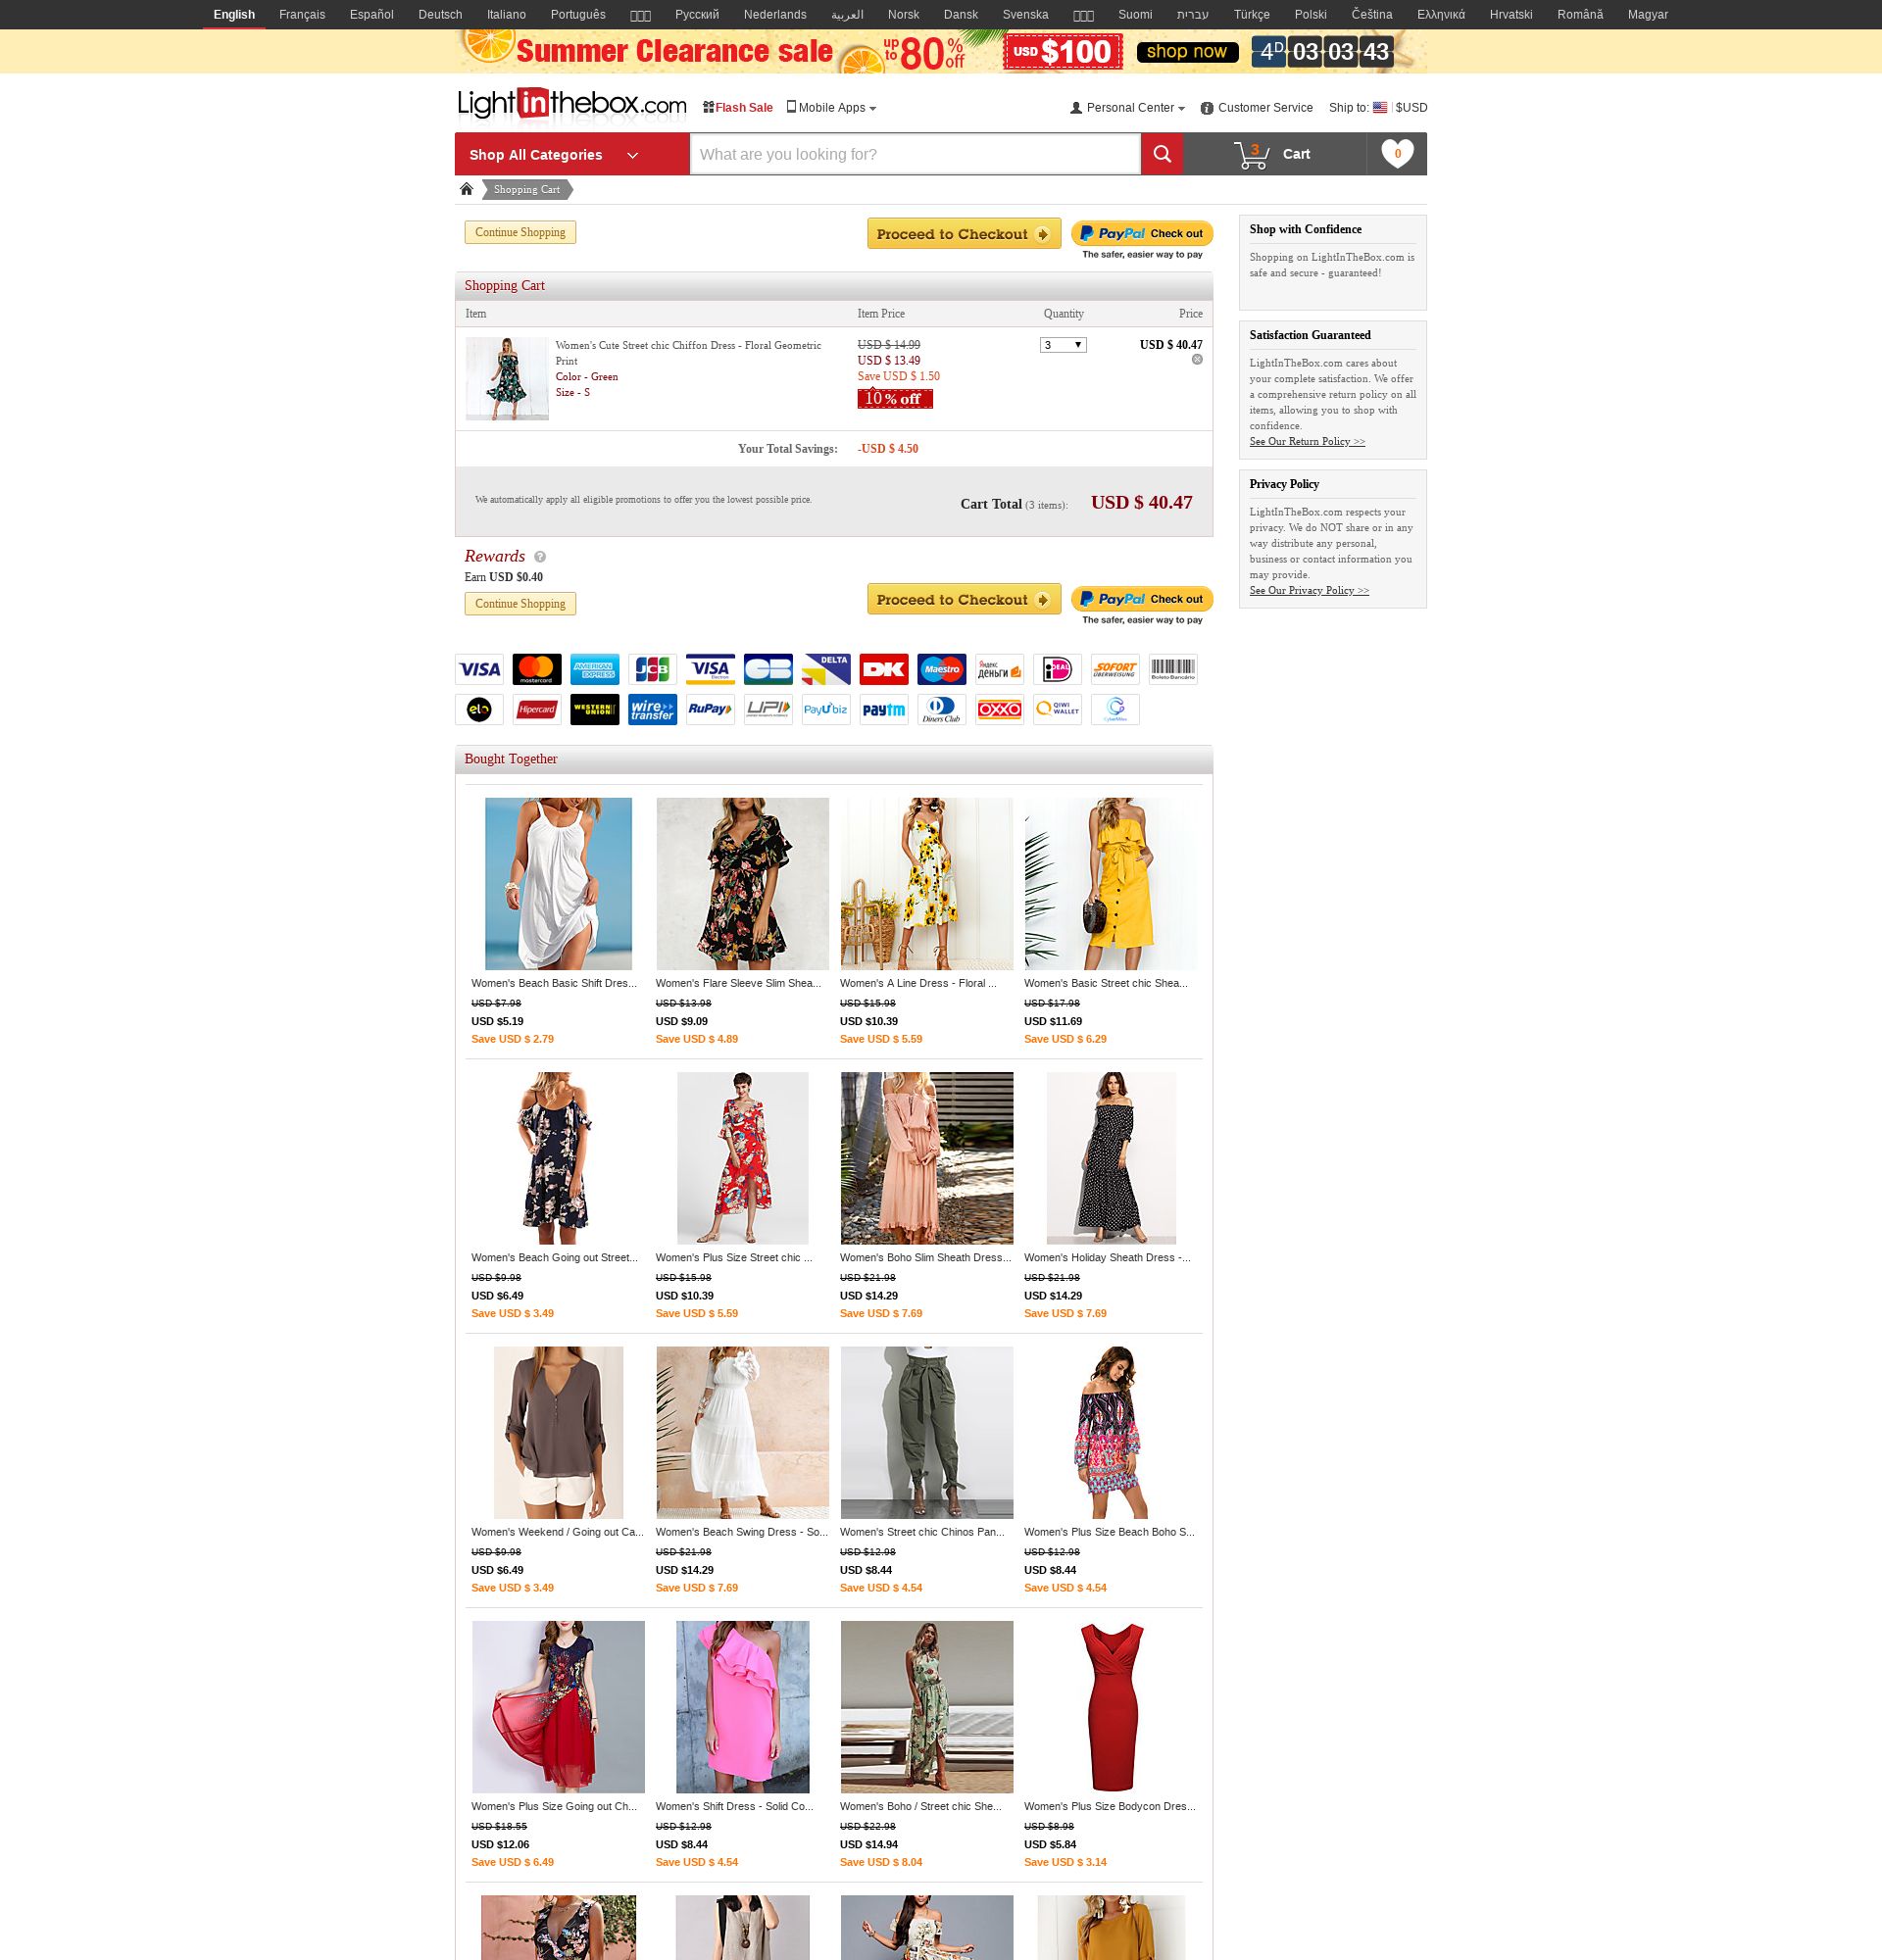 English Français Español Deutsch Italiano Português Русский Nederlands العربية Norsk Dansk Svenska Suomi עברית Türkçe Polski Čeština Ελληνικά Hrvatski Română Magyar
Summer Clearance sale up to 80% off USD $100 shop now 4D 03 03 43
Lightinthebox.com Flash Sale Mobile Apps Personal Center Customer Service Ship to: $USD
Shop All Categories What are you looking for? 3 Cart 0
Shopping Cart
Continue Shopping Proceed to Checkout PayPal Check out
The safer, easier way to pay
Shopping Cart
Item Item Price Quantity Price
Women's Cute Street chic Chiffon Dress - Floral Geometric USD $ 14.99 3 USD $ 40.47
Print USD $ 13.49
Color - Green Save USD $ 1.50
Size - S 10 % off
Your Total Savings: -USD $ 4.50
We automatically apply all eligible promotions to offer you the lowest possible price. Cart Total (3 items): USD $ 40.47
Rewards ?
Earn USD $0.40
Continue Shopping Proceed to Checkout PayPal Check out
The safer, easier way to pay
Shop with Confidence
Shopping on LightInTheBox.com is
safe and secure - guaranteed!
Satisfaction Guaranteed
LightInTheBox.com cares about
your complete satisfaction. We offer
a comprehensive return policy on all
items, allowing you to shop with
confidence.
See Our Return Policy >>
Privacy Policy
LightInTheBox.com respects your
privacy. We do NOT share or in any
way distribute any personal,
business or contact information you
may provide.
See Our Privacy Policy >>
VISA mastercard AMERICAN EXPRESS JCB VISA Electron CB DELTA DK Maestro Яндекс деньги iDEAL SOFORT ÜBERWEISUNG Boleto Bancário
elo Hipercard WESTERN UNION wire transfer RuPay UPI PayUbiz paytm Diners Club OXXO QIWI WALLET
Bought Together
Women's Beach Basic Shift Dres... Women's Flare Sleeve Slim Shea... Women's A Line Dress - Floral ... Women's Basic Street chic Shea...
USD $7.98 USD $13.98 USD $15.98 USD $17.98
USD $5.19 USD $9.09 USD $10.39 USD $11.69
Save USD $ 2.79 Save USD $ 4.89 Save USD $ 5.59 Save USD $ 6.29
Women's Beach Going out Street... Women's Plus Size Street chic ... Women's Boho Slim Sheath Dress... Women's Holiday Sheath Dress -...
USD $9.98 USD $15.98 USD $21.98 USD $21.98
USD $6.49 USD $10.39 USD $14.29 USD $14.29
Save USD $ 3.49 Save USD $ 5.59 Save USD $ 7.69 Save USD $ 7.69
Women's Weekend / Going out Ca... Women's Beach Swing Dress - So... Women's Street chic Chinos Pan... Women's Plus Size Beach Boho S...
USD $9.98 USD $21.98 USD $12.98 USD $12.98
USD $6.49 USD $14.29 USD $8.44 USD $8.44
Save USD $ 3.49 Save USD $ 7.69 Save USD $ 4.54 Save USD $ 4.54
Women's Plus Size Going out Ch... Women's Shift Dress - Solid Co... Women's Boho / Street chic She... Women's Plus Size Bodycon Dres...
USD $18.55 USD $12.98 USD $22.98 USD $8.98
USD $12.06 USD $8.44 USD $14.94 USD $5.84
Save USD $ 6.49 Save USD $ 4.54 Save USD $ 8.04 Save USD $ 3.14